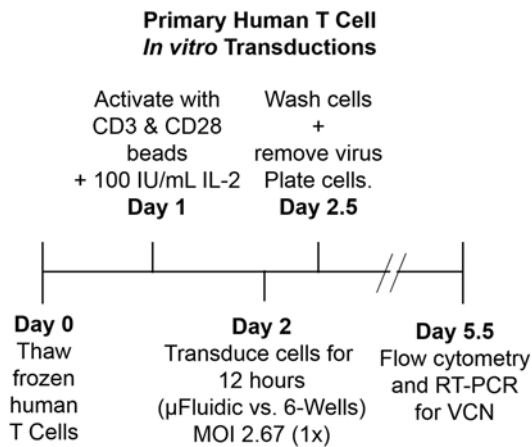 Primary Human T Cell
In vitro Transductions
Activate with
CD3 & CD28
beads
+ 100 IU/mL IL-2
Day 1
Wash cells
+
remove virus
Plate cells.
Day 2.5
Day 0
Thaw
frozen
human
T Cells
Day 2
Transduce cells for
12 hours
(µFluidic vs. 6-Wells)
MOI 2.67 (1x)
Day 5.5
Flow cytometry
and RT-PCR
for VCN